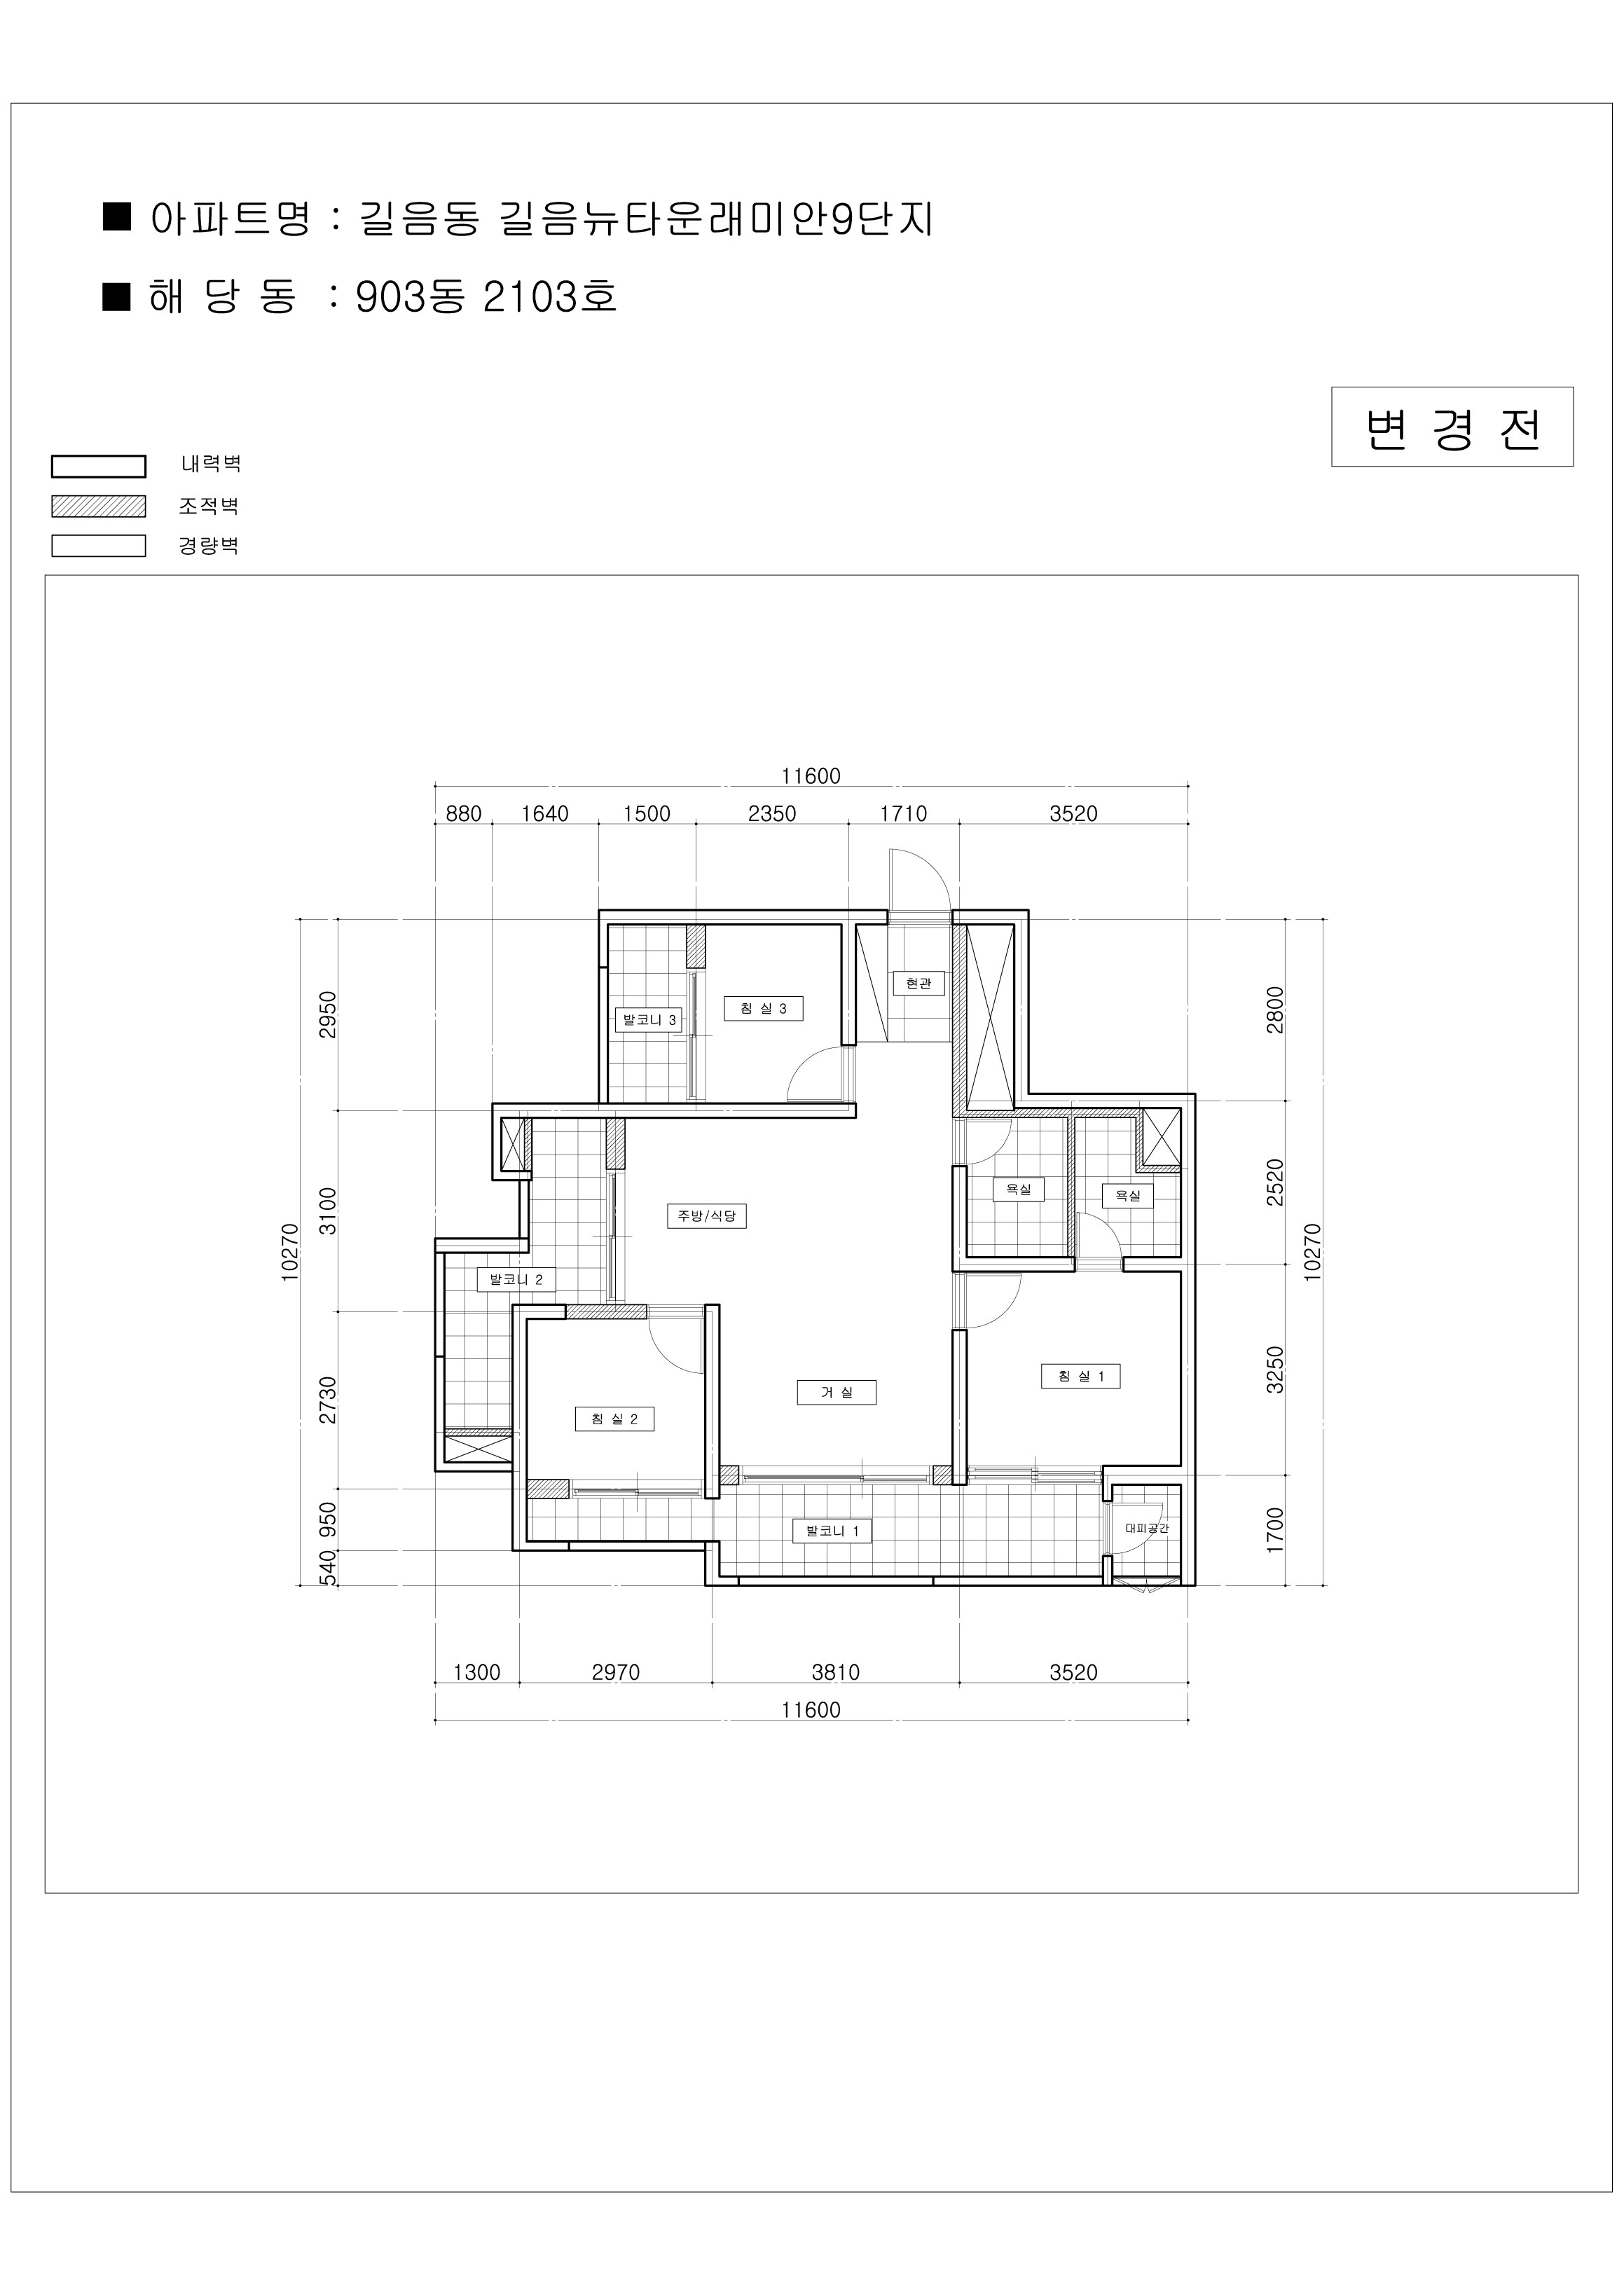 ■ 아파트명 : 길음동 길음뉴타운래미안9단지
■ 해 당 동 : 903동 2103호
변 경 전
내력벽
조적벽
경량벽
11600
880 1640 1500 2350 1710 3520
현관
침 실 3
발코니 3
2950
2800
욕실
욕실
주방/식당
3100
2520
10270
10270
발코니 2
침 실 1
거 실
침 실 2
2730
3250
발코니 1
대피공간
950
1700
540
1300 2970 3810 3520
11600